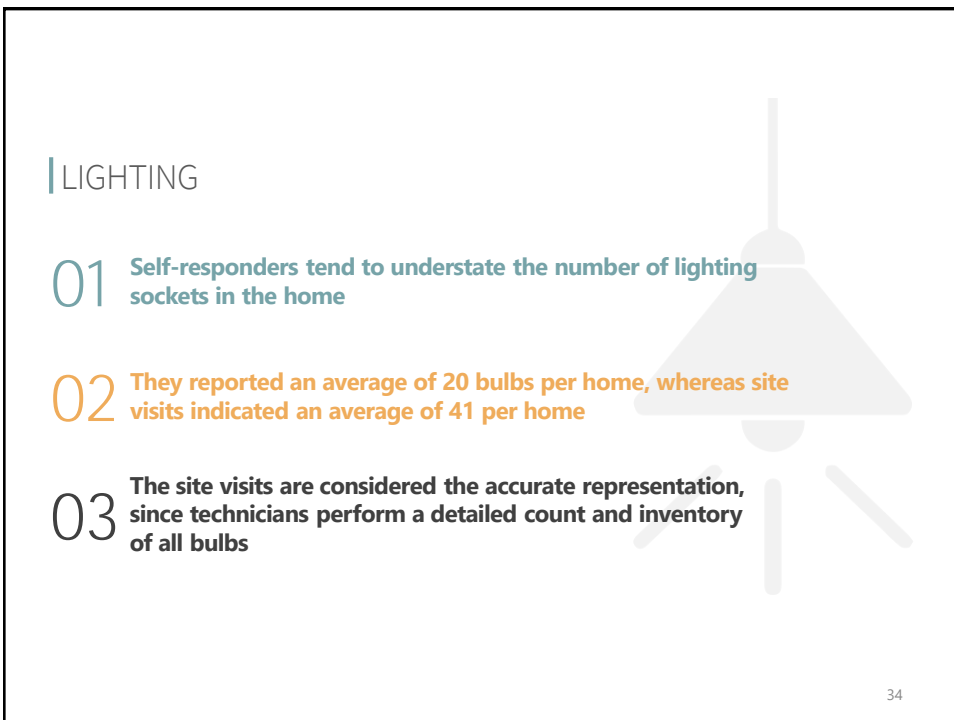 LIGHTING
01 Self-responders tend to understate the number of lighting
sockets in the home
02 They reported an average of 20 bulbs per home, whereas site
visits indicated an average of 41 per home
03 The site visits are considered the accurate representation,
since technicians perform a detailed count and inventory
of all bulbs
34